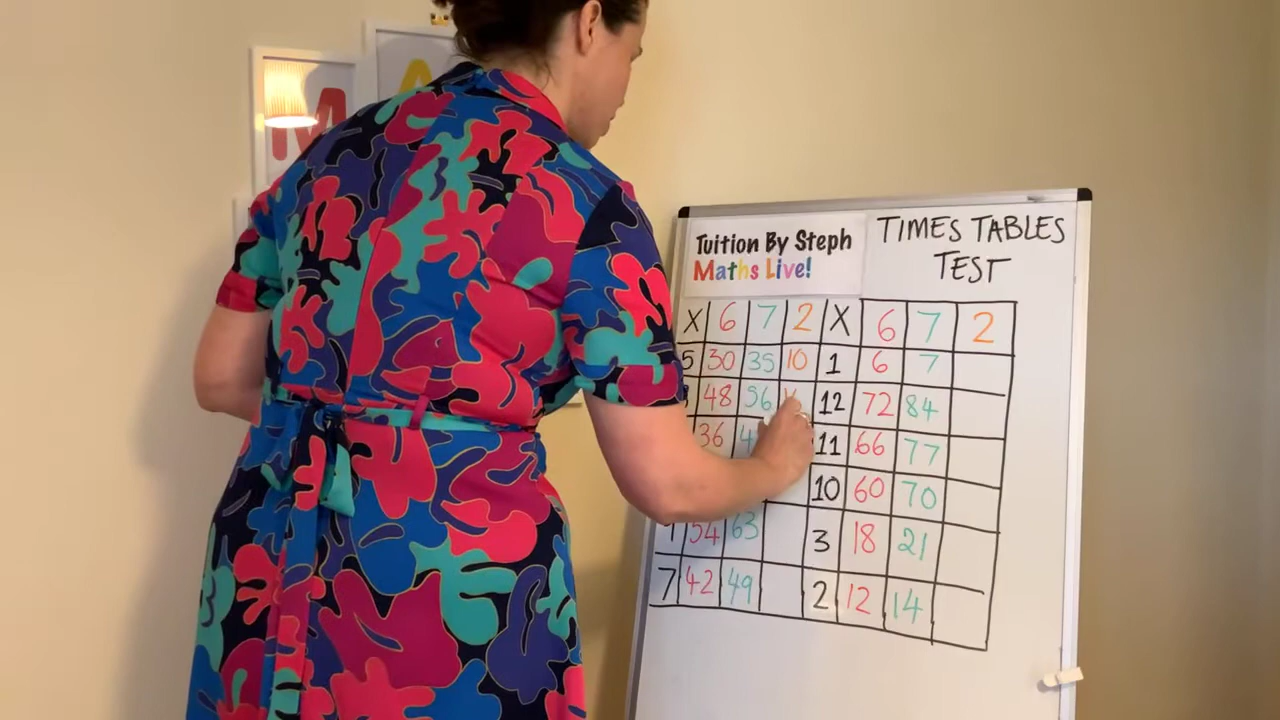 M
Tuition By Steph
Maths Live!
TIMES TABLES
TEST
X 6 7 2 X 6 7 2
5 30 35 10 1 6 7
48 56 12 72 84
36 4 11 66 77
10 60 70
54 63 3 18 21
7 42 49 2 12 14